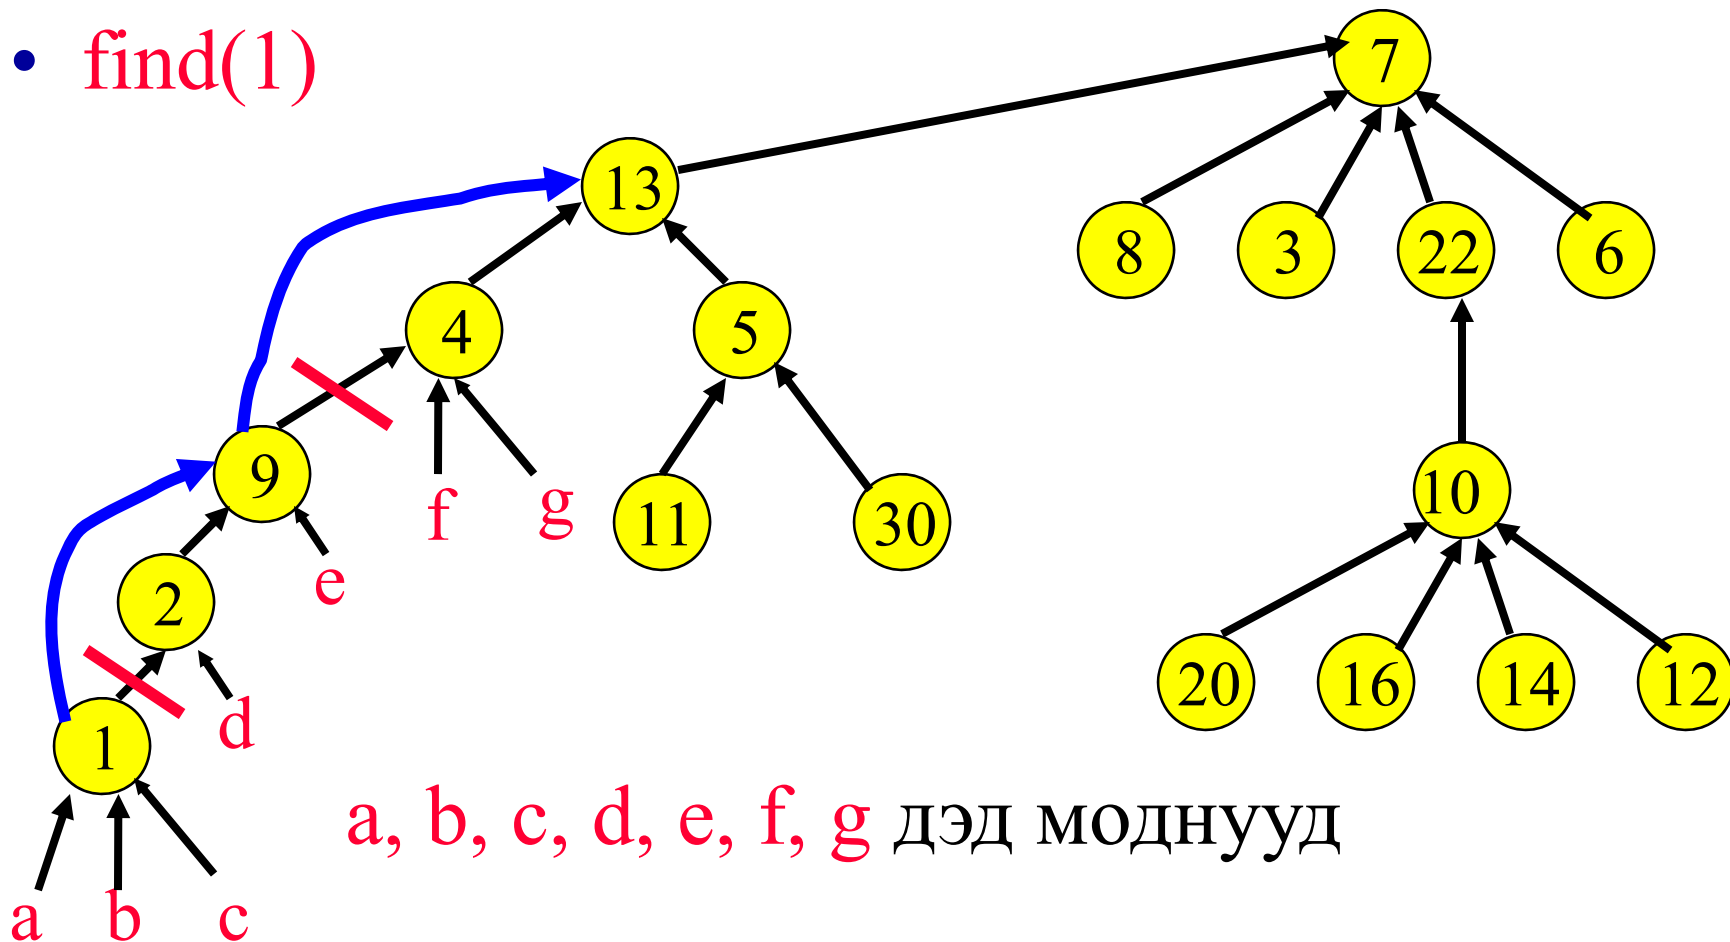 • find(1)
7
13
8 3 22 6
4 5
9 f g 11 30 10
2 e
20 16 14 12
1 d
a, b, c, d, e, f, g дэд моднууд
a b c